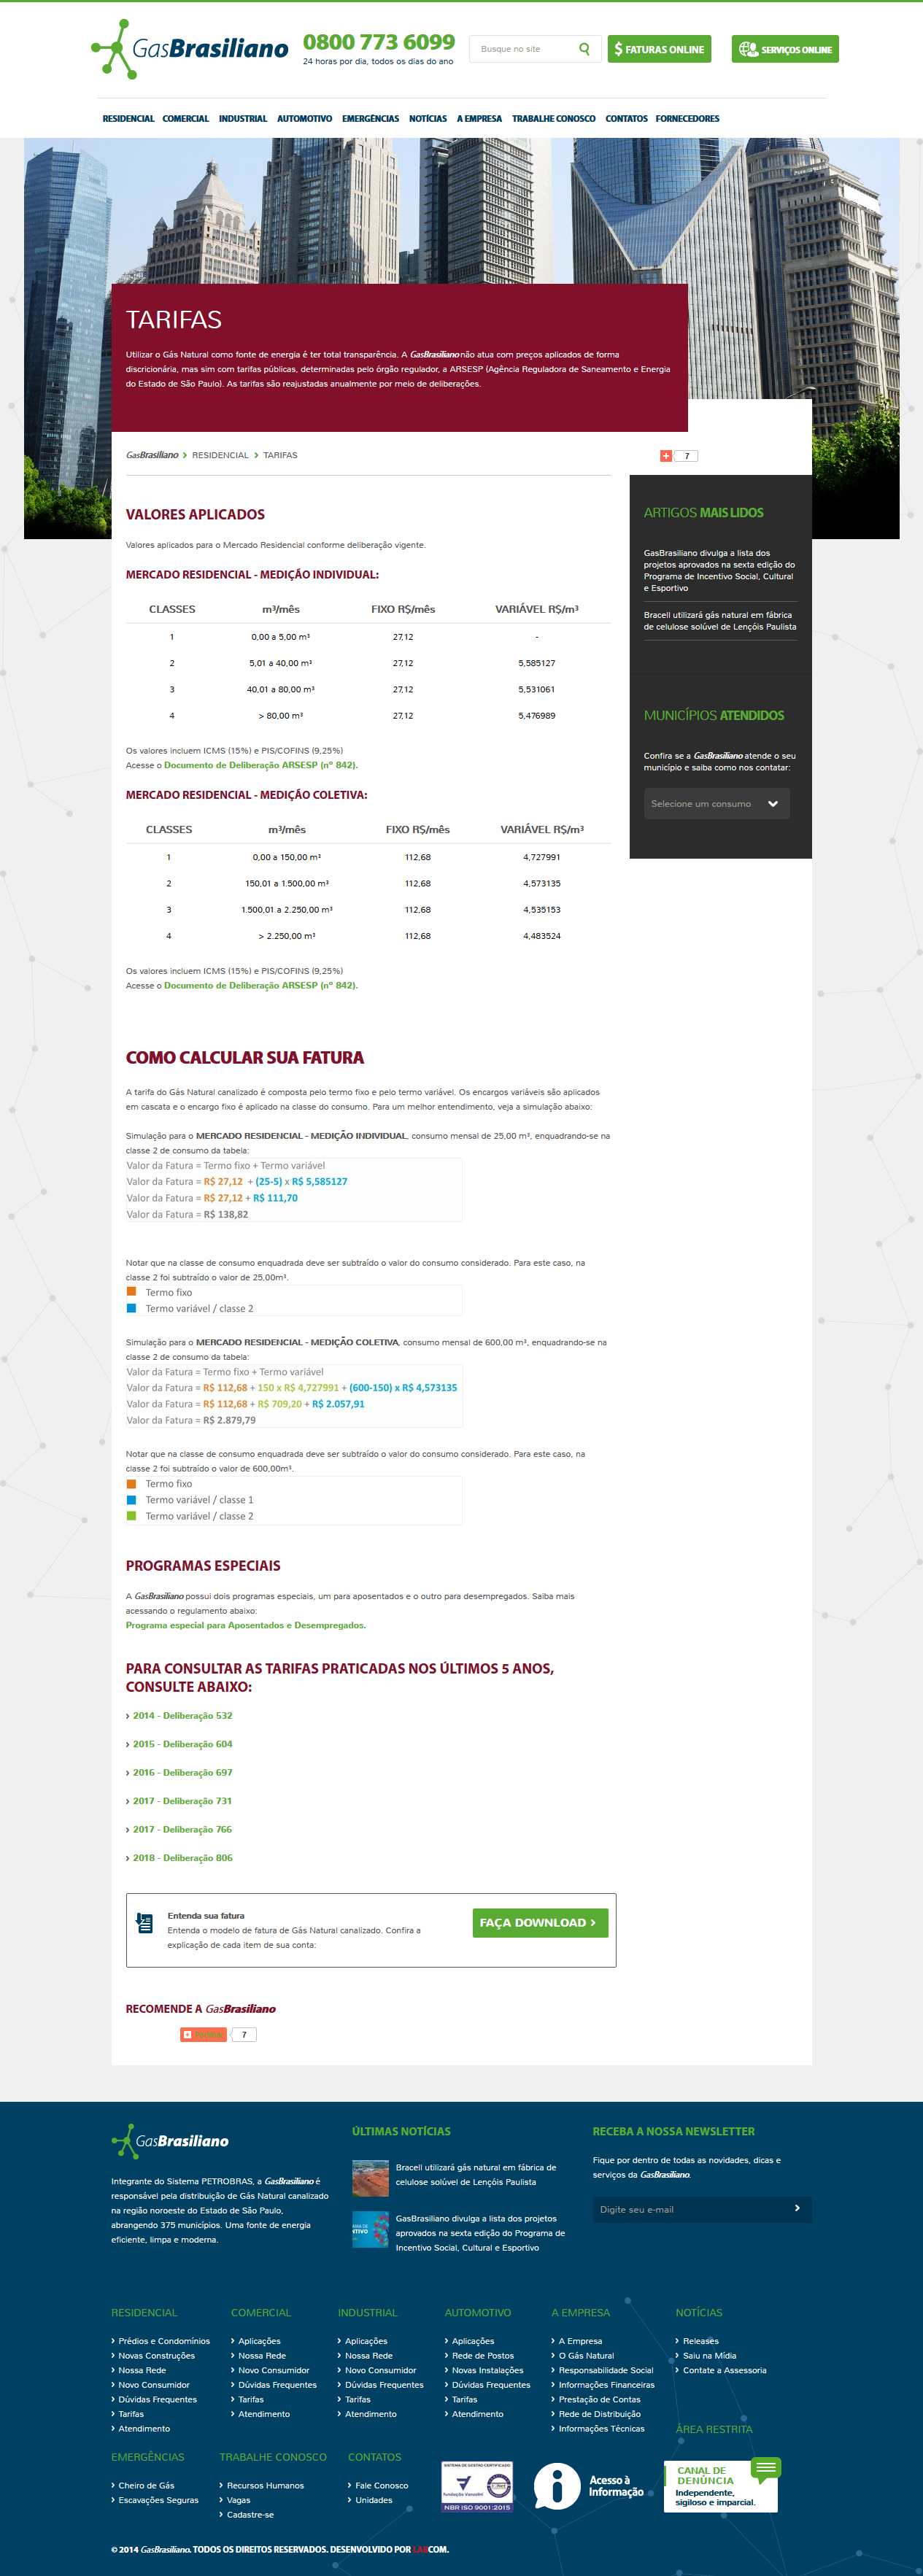 GasBrasiliano
0800 773 6099
24 horas por dia, todos os dias do ano
Busque no site
$ FATURAS ONLINE
SERVIÇOS ONLINE
RESIDENCIAL COMERCIAL INDUSTRIAL AUTOMOTIVO EMERGÊNCIAS NOTÍCIAS A EMPRESA TRABALHE CONOSCO CONTATOS FORNECEDORES
TARIFAS
Utilizar o Gás Natural como fonte de energia é ter total transparência. A GasBrasiliano não atua com preços aplicados de forma
discricionária, mas sim com tarifas públicas, determinadas pelo órgão regulador, a ARSESP (Agência Reguladora de Saneamento e Energia
do Estado de São Paulo). As tarifas são reajustadas anualmente por meio de deliberações.
GasBrasiliano > RESIDENCIAL > TARIFAS
7
VALORES APLICADOS
Valores aplicados para o Mercado Residencial conforme deliberação vigente.
MERCADO RESIDENCIAL - MEDIÇÃO INDIVIDUAL:
CLASSES m³/mês FIXO R$/mês VARIÁVEL R$/m³
1 0,00 a 5,00 m³ 27,12 -
2 5,01 a 40,00 m³ 27,12 5,585127
3 40,01 a 80,00 m³ 27,12 5,531061
4 > 80,00 m³ 27,12 5,476989
Os valores incluem ICMS (15%) e PIS/COFINS (9,25%)
Acesse o Documento de Deliberação ARSESP (nº 842).
MERCADO RESIDENCIAL - MEDIÇÃO COLETIVA:
CLASSES m³/mês FIXO R$/mês VARIÁVEL R$/m³
1 0,00 a 150,00 m³ 112,68 4,727991
2 150,01 a 1.500,00 m³ 112,68 4,573135
3 1.500,01 a 2.250,00 m³ 112,68 4,535153
4 > 2.250,00 m³ 112,68 4,483524
Os valores incluem ICMS (15%) e PIS/COFINS (9,25%)
Acesse o Documento de Deliberação ARSESP (nº 842).
ARTIGOS MAIS LIDOS
GasBrasiliano divulga a lista dos
projetos aprovados na sexta edição do
Programa de Incentivo Social, Cultural
e Esportivo
Bracell utilizará gás natural em fábrica
de celulose solúvel de Lençóis Paulista
MUNICÍPIOS ATENDIDOS
Confira se a GasBrasiliano atende o seu
município e saiba como nos contatar:
Selecione um consumo
COMO CALCULAR SUA FATURA
A tarifa do Gás Natural canalizado é composta pelo termo fixo e pelo termo variável. Os encargos variáveis são aplicados
em cascata e o encargo fixo é aplicado na classe do consumo. Para um melhor entendimento, veja a simulação abaixo:
Simulação para o MERCADO RESIDENCIAL - MEDIÇÃO INDIVIDUAL, consumo mensal de 25,00 m³, enquadrando-se na
classe 2 de consumo da tabela:
Valor da Fatura = Termo fixo + Termo variável
Valor da Fatura = R$ 27,12 + (25-5) x R$ 5,585127
Valor da Fatura = R$ 27,12 + R$ 111,70
Valor da Fatura = R$ 138,82
Notar que na classe de consumo enquadrada deve ser subtraído o valor do consumo considerado. Para este caso, na
classe 2 foi subtraído o valor de 25,00m³.
Termo fixo
Termo variável / classe 2
Simulação para o MERCADO RESIDENCIAL - MEDIÇÃO COLETIVA, consumo mensal de 600,00 m³, enquadrando-se na
classe 2 de consumo da tabela:
Valor da Fatura = Termo fixo + Termo variável
Valor da Fatura = R$ 112,68 + 150 x R$ 4,727991 + (600-150) x R$ 4,573135
Valor da Fatura = R$ 112,68 + R$ 709,20 + R$ 2.057,91
Valor da Fatura = R$ 2.879,79
Notar que na classe de consumo enquadrada deve ser subtraído o valor do consumo considerado. Para este caso, na
classe 2 foi subtraído o valor de 600,00m³.
Termo fixo
Termo variável / classe 1
Termo variável / classe 2
PROGRAMAS ESPECIAIS
A GasBrasiliano possui dois programas especiais, um para aposentados e o outro para desempregados. Saiba mais
acessando o regulamento abaixo:
Programa especial para Aposentados e Desempregados.
PARA CONSULTAR AS TARIFAS PRATICADAS NOS ÚLTIMOS 5 ANOS,
CONSULTE ABAIXO:
› 2014 - Deliberação 532
› 2015 - Deliberação 604
› 2016 - Deliberação 697
› 2017 - Deliberação 731
› 2017 - Deliberação 766
› 2018 - Deliberação 806
Entenda sua fatura
Entenda o modelo de fatura de Gás Natural canalizado. Confira a
explicação de cada item de sua conta:
FAÇA DOWNLOAD ›
RECOMENDE A GasBrasiliano
7
GasBrasiliano
Integrante do Sistema PETROBRAS, a GasBrasiliano é
responsável pela distribuição de Gás Natural canalizado
na região noroeste do Estado de São Paulo,
abrangendo 375 municípios. Uma fonte de energia
eficiente, limpa e moderna.
ÚLTIMAS NOTÍCIAS
Bracell utilizará gás natural em fábrica de
celulose solúvel de Lençóis Paulista
GasBrasiliano divulga a lista dos projetos
aprovados na sexta edição do Programa de
Incentivo Social, Cultural e Esportivo
RECEBA A NOSSA NEWSLETTER
Fique por dentro de todas as novidades, dicas e
serviços da GasBrasiliano.
Digite seu e-mail
RESIDENCIAL
› Prédios e Condomínios
› Novas Construções
› Nossa Rede
› Novo Consumidor
› Dúvidas Frequentes
› Tarifas
› Atendimento
COMERCIAL
› Aplicações
› Nossa Rede
› Novo Consumidor
› Dúvidas Frequentes
› Tarifas
› Atendimento
INDUSTRIAL
› Aplicações
› Nossa Rede
› Novo Consumidor
› Dúvidas Frequentes
› Tarifas
› Atendimento
AUTOMOTIVO
› Aplicações
› Rede de Postos
› Novas Instalações
› Dúvidas Frequentes
› Tarifas
› Atendimento
A EMPRESA
› A Empresa
› O Gás Natural
› Responsabilidade Social
› Informações Financeiras
› Prestação de Contas
› Rede de Distribuição
› Informações Técnicas
NOTÍCIAS
› Releases
› Saiu na Mídia
› Contate a Assessoria
ÁREA RESTRITA
EMERGÊNCIAS
› Cheiro de Gás
› Escavações Seguras
TRABALHE CONOSCO
› Recursos Humanos
› Vagas
› Cadastre-se
CONTATOS
› Fale Conosco
› Unidades
SISTEMA DE GESTÃO CERTIFICADO
Fundação Vanzolini
NBR ISO 9001:2015
Acesso à
Informação
CANAL DE
DENÚNCIA
Independente,
sigiloso e imparcial.
© 2014 GasBrasiliano. TODOS OS DIREITOS RESERVADOS. DESENVOLVIDO POR LABCOM.